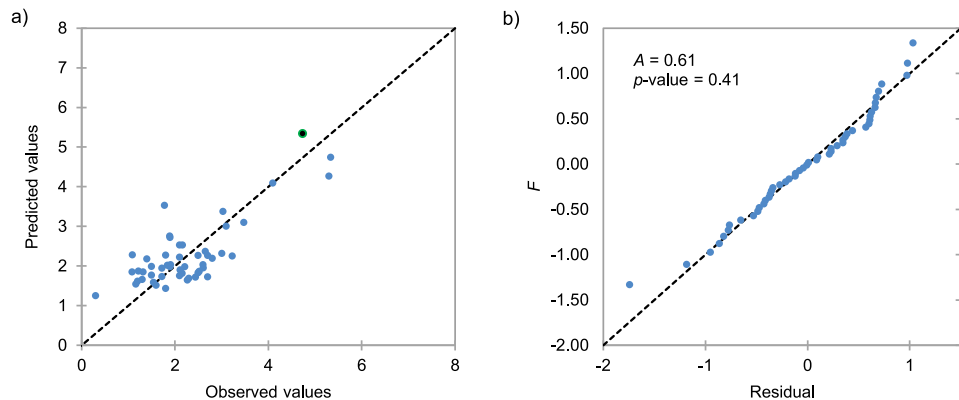 a)
8
7
6
5
4
3
2
1
0
Predicted values
0 2 4 6 8
Observed values
b)
1.50
1.00
0.50
0.00
-0.50
-1.00
-1.50
-2.00
F
A = 0.61
p-value = 0.41
-2 -1 0 1
Residual